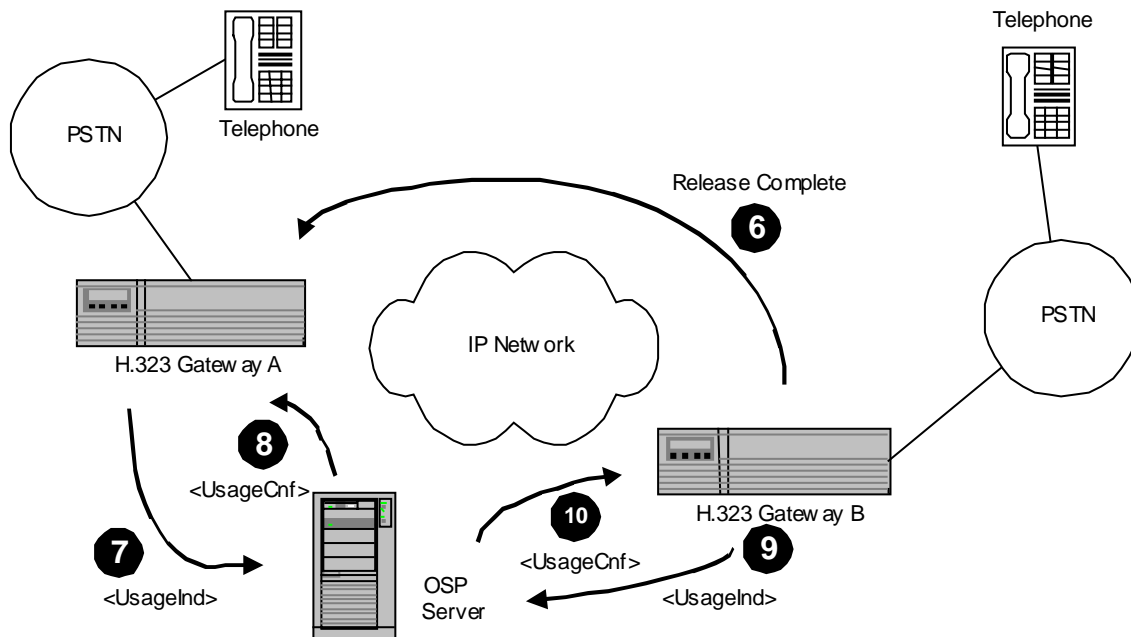 Telephone
Telephone
PSTN
Release Complete
6
PSTN
IP Network
H.323 Gateway A
8
<UsageCnf>
H.323 Gateway B
10
9
7
<UsageCnf>
<UsageInd>
OSP
Server
<UsageInd>